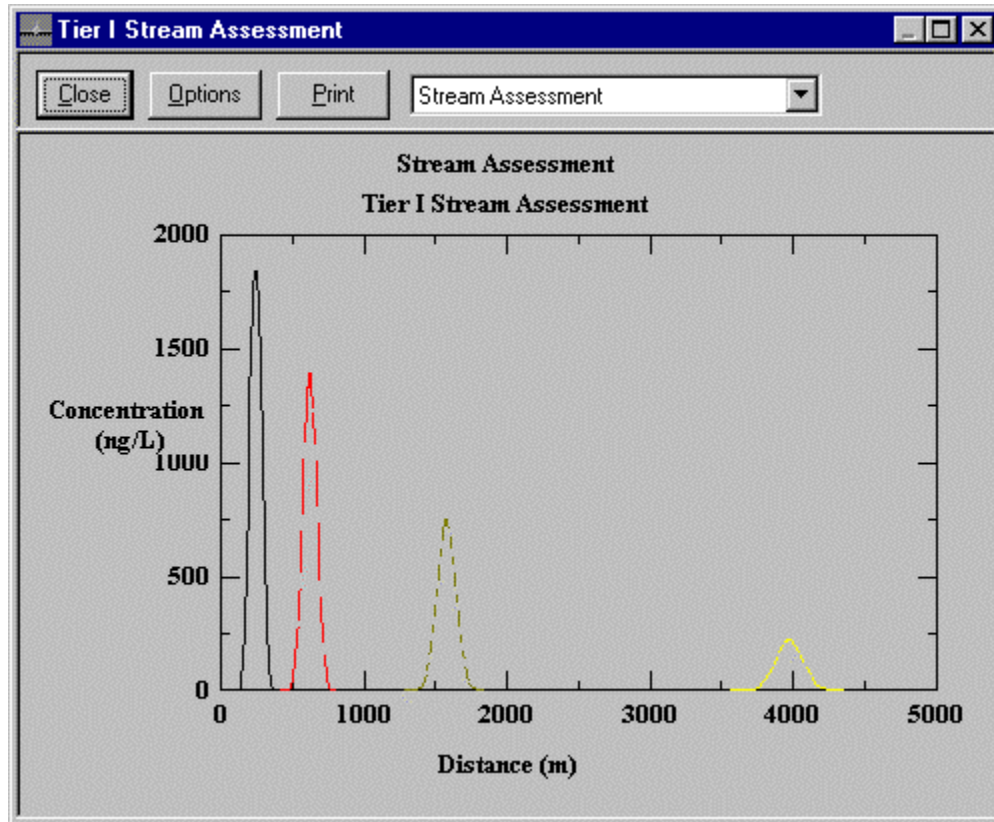 Tier I Stream Assessment
Close Options Print Stream Assessment
Stream Assessment
Tier I Stream Assessment
2000
1500
Concentration
(ng/L)
1000
500
0
0 1000 2000 3000 4000 5000
Distance (m)